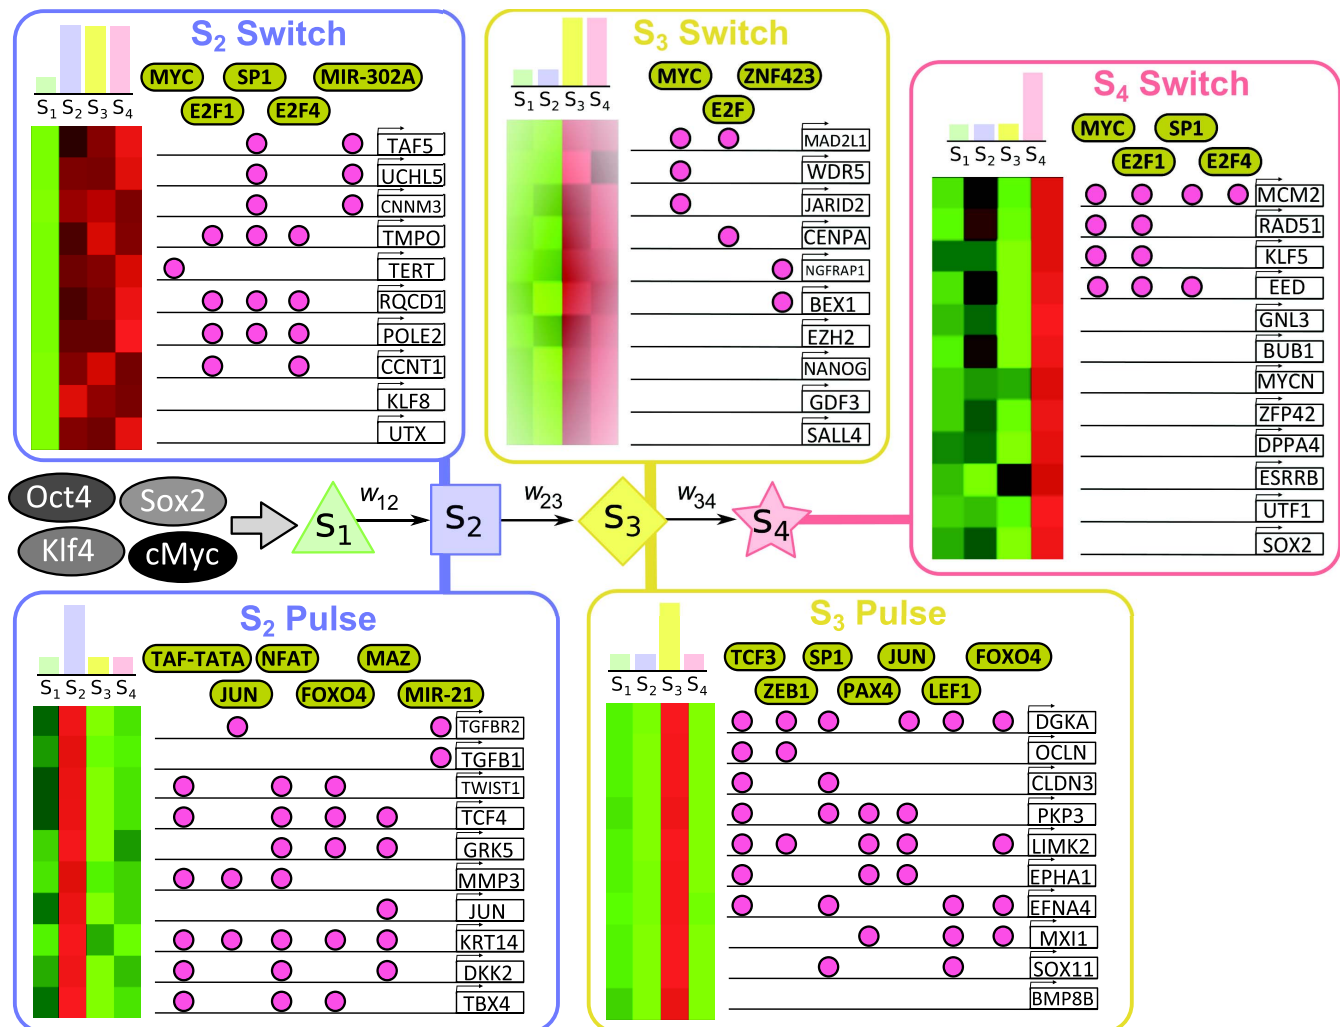 S2 Switch
MYC SP1 MIR-302A
E2F1 E2F4
S1 S2 S3 S4
TAF5
UCHL5
CNNM3
TMPO
TERT
RQCD1
POLE2
CCNT1
KLF8
UTX
S3 Switch
MYC ZNF423
E2F
S1 S2 S3 S4
MAD2L1
WDR5
JARID2
CENPA
NGFRAP1
BEX1
EZH2
NANOG
GDF3
SALL4
S4 Switch
MYC SP1
E2F1 E2F4
S1 S2 S3 S4
MCM2
RAD51
KLF5
EED
GNL3
BUB1
MYCN
ZFP42
DPPA4
ESRRB
UTF1
SOX2
Oct4 Sox2
Klf4 cMyc
S1 w12 S2 w23 S3 w34 S4
S2 Pulse
TAF-TATA NFAT MAZ
JUN FOXO4 MIR-21
S1 S2 S3 S4
TGFBR2
TGFB1
TWIST1
TCF4
GRK5
MMP3
JUN
KRT14
DKK2
TBX4
S3 Pulse
TCF3 SP1 JUN FOXO4
ZEB1 PAX4 LEF1
S1 S2 S3 S4
DGKA
OCLN
CLDN3
PKP3
LIMK2
EPHA1
EFNA4
MXI1
SOX11
BMP8B